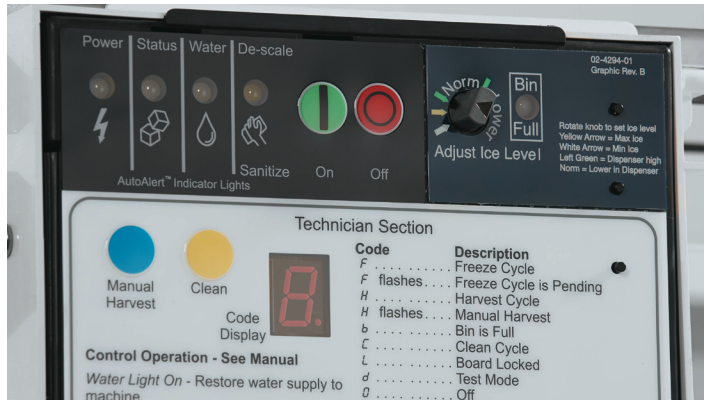 Power Status Water De-scale
Sanitize
AutoAlert™ Indicator Lights
On Off
Norm Lower
Adjust Ice Level
Bin
Full
02-4294-01
Graphic Rev. B
Rotate knob to set ice level
Yellow Arrow = Max Ice
White Arrow = Min Ice
Left Green = Dispenser high
Norm = Lower in Dispenser
Technician Section
Manual
Harvest
Clean
Code
Display
8.
Code Description
F .......... Freeze Cycle
F flashes.... Freeze Cycle is Pending
H .......... Harvest Cycle
H flashes.... Manual Harvest
b .......... Bin is Full
C .......... Clean Cycle
L .......... Board Locked
d .......... Test Mode
0 .......... Off
Control Operation - See Manual
Water Light On - Restore water supply to
machine